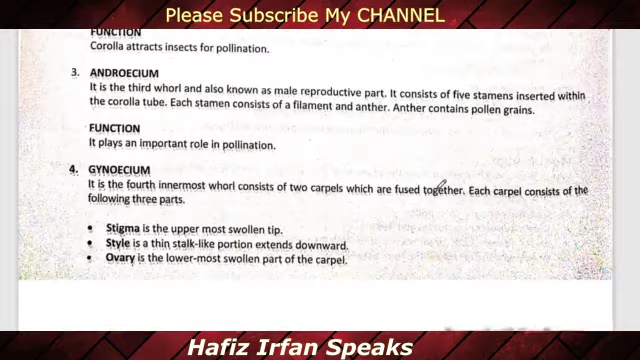 Please Subscribe My CHANNEL
FUNCTION
Corolla attracts insects for pollination.
3. ANDROECIUM
It is the third whorl and also known as male reproductive part. It consists of five stamens inserted within
the corolla tube. Each stamen consists of a filament and anther. Anther contains pollen grains.
FUNCTION
It plays an important role in pollination.
4. GYNOECIUM
It is the fourth innermost whorl consists of two carpels which are fused together. Each carpel consists of the
following three parts.
• Stigma is the upper most swollen tip.
• Style is a thin stalk-like portion extends downward.
• Ovary is the lower-most swollen part of the carpel.
Hafiz Irfan Speaks